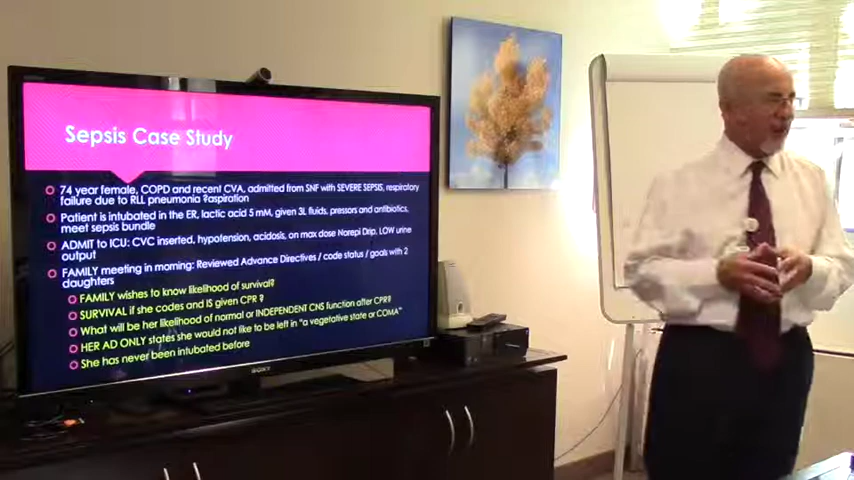 Sepsis Case Study
74 year female, COPD and recent CVA, admitted from SNF with SEVERE SEPSIS, respiratory
failure due to RLL pneumonia ?aspiration
Patient is intubated in the ER, lactic acid 5 mM, given 3L fluids, pressors and antibiotics,
meet sepsis bundle
ADMIT to ICU: CVC inserted, hypotension, acidosis, on max dose Norepi Drip. LOW urine
output
FAMILY meeting in morning: Reviewed Advance Directives / code status / goals with 2
daughters
FAMILY wishes to know likelihood of survival?
SURVIVAL if she codes and IS given CPR ?
What will be her likelihood of normal or INDEPENDENT CNS function after CPR?
HER AD ONLY states she would not like to be left in "a vegetative state or COMA"
She has never been intubated before
SONY